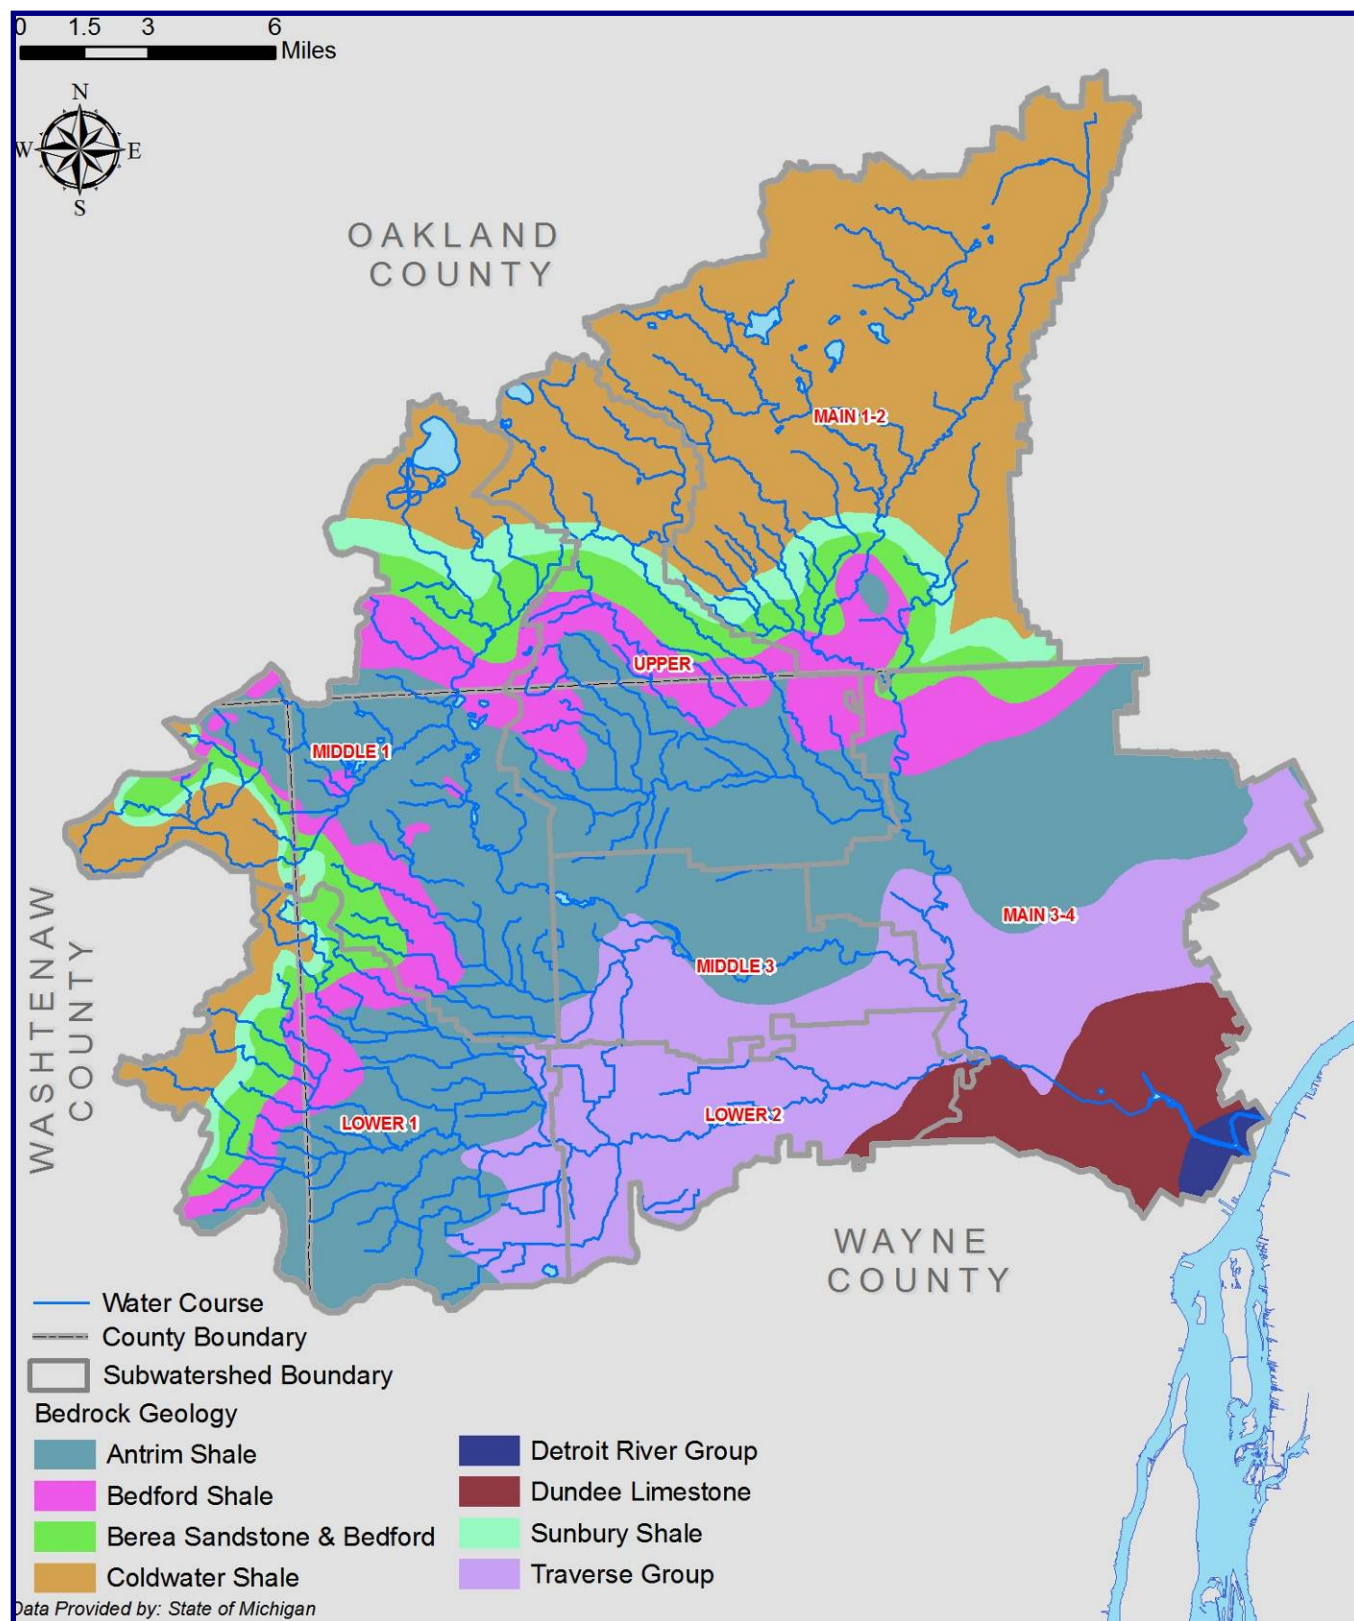 0 1.5 3 6
Miles
N
W E
S
OAKLAND
COUNTY
MAIN 1-2
UPPER
MIDDLE 1
WASHTENAW
COUNTY
MAIN 3-4
MIDDLE 3
LOWER 1
LOWER 2
WAYNE
COUNTY
Water Course
County Boundary
Subwatershed Boundary
Bedrock Geology
Antrim Shale
Bedford Shale
Berea Sandstone & Bedford
Coldwater Shale
Detroit River Group
Dundee Limestone
Sunbury Shale
Traverse Group
Data Provided by: State of Michigan